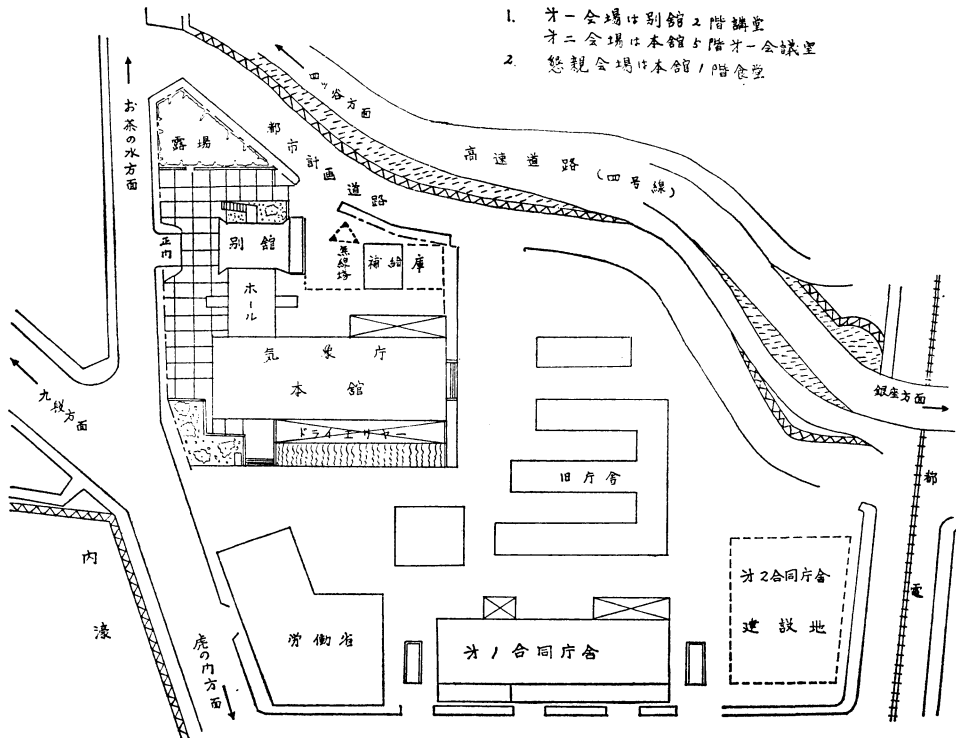 1. 才一会場は別館2階講堂
才二会場は本館5階才一会議室
2. 懇親会場は本館1階食堂
四ッ谷方面
高速道路(四号線)
お茶の水方面
露場
都市計画道路
正門
別館
無線塔
補給庫
ホール
気象庁
本館
九段方面
ドライエリヤー
銀座方面
旧庁舎
都電
内濠
才2合同庁舎
建設地
労働省
才1合同庁舎
虎の門方面